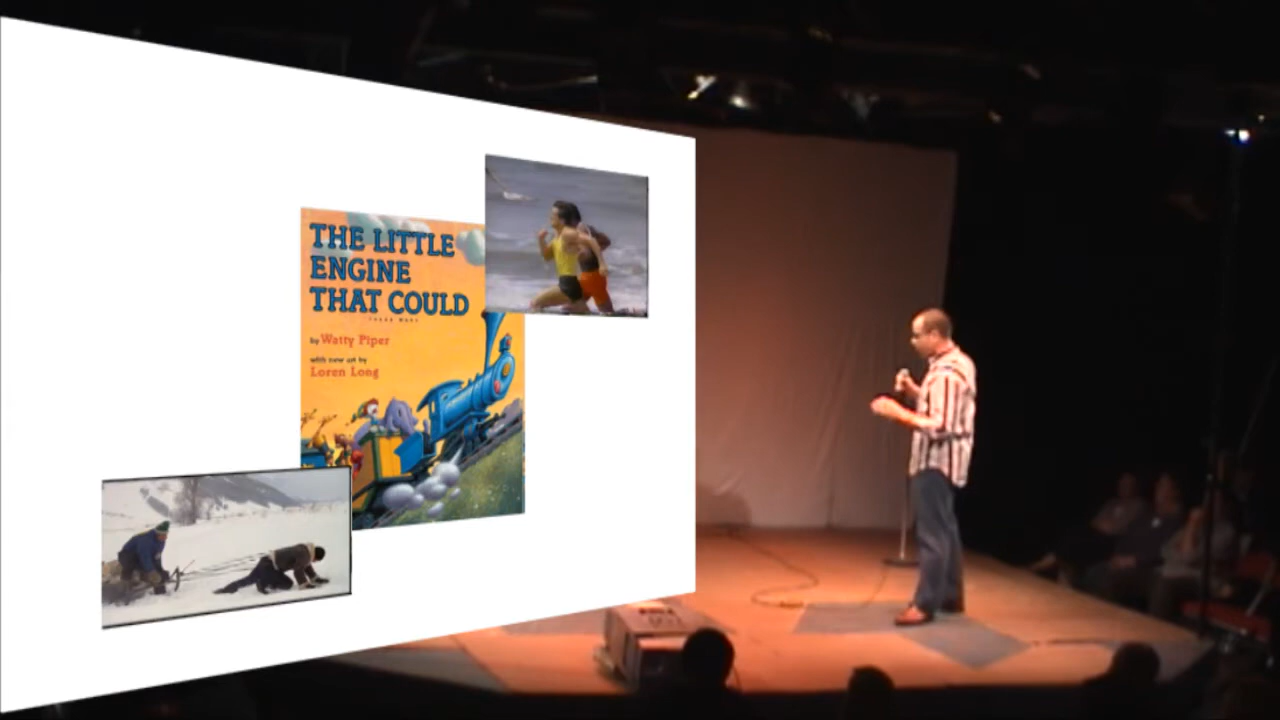 THE LITTLE
ENGINE
THAT COULD
by Watty Piper
with new art by
Loren Long